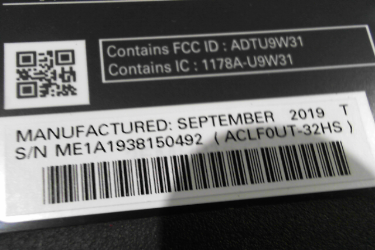 Contains FCC ID : ADTU9W31
Contains IC : 1178A-U9W31
MANUFACTURED: SEPTEMBER 2019 T
S/N ME1A1938150492 ( ACLF0UT-32HS )